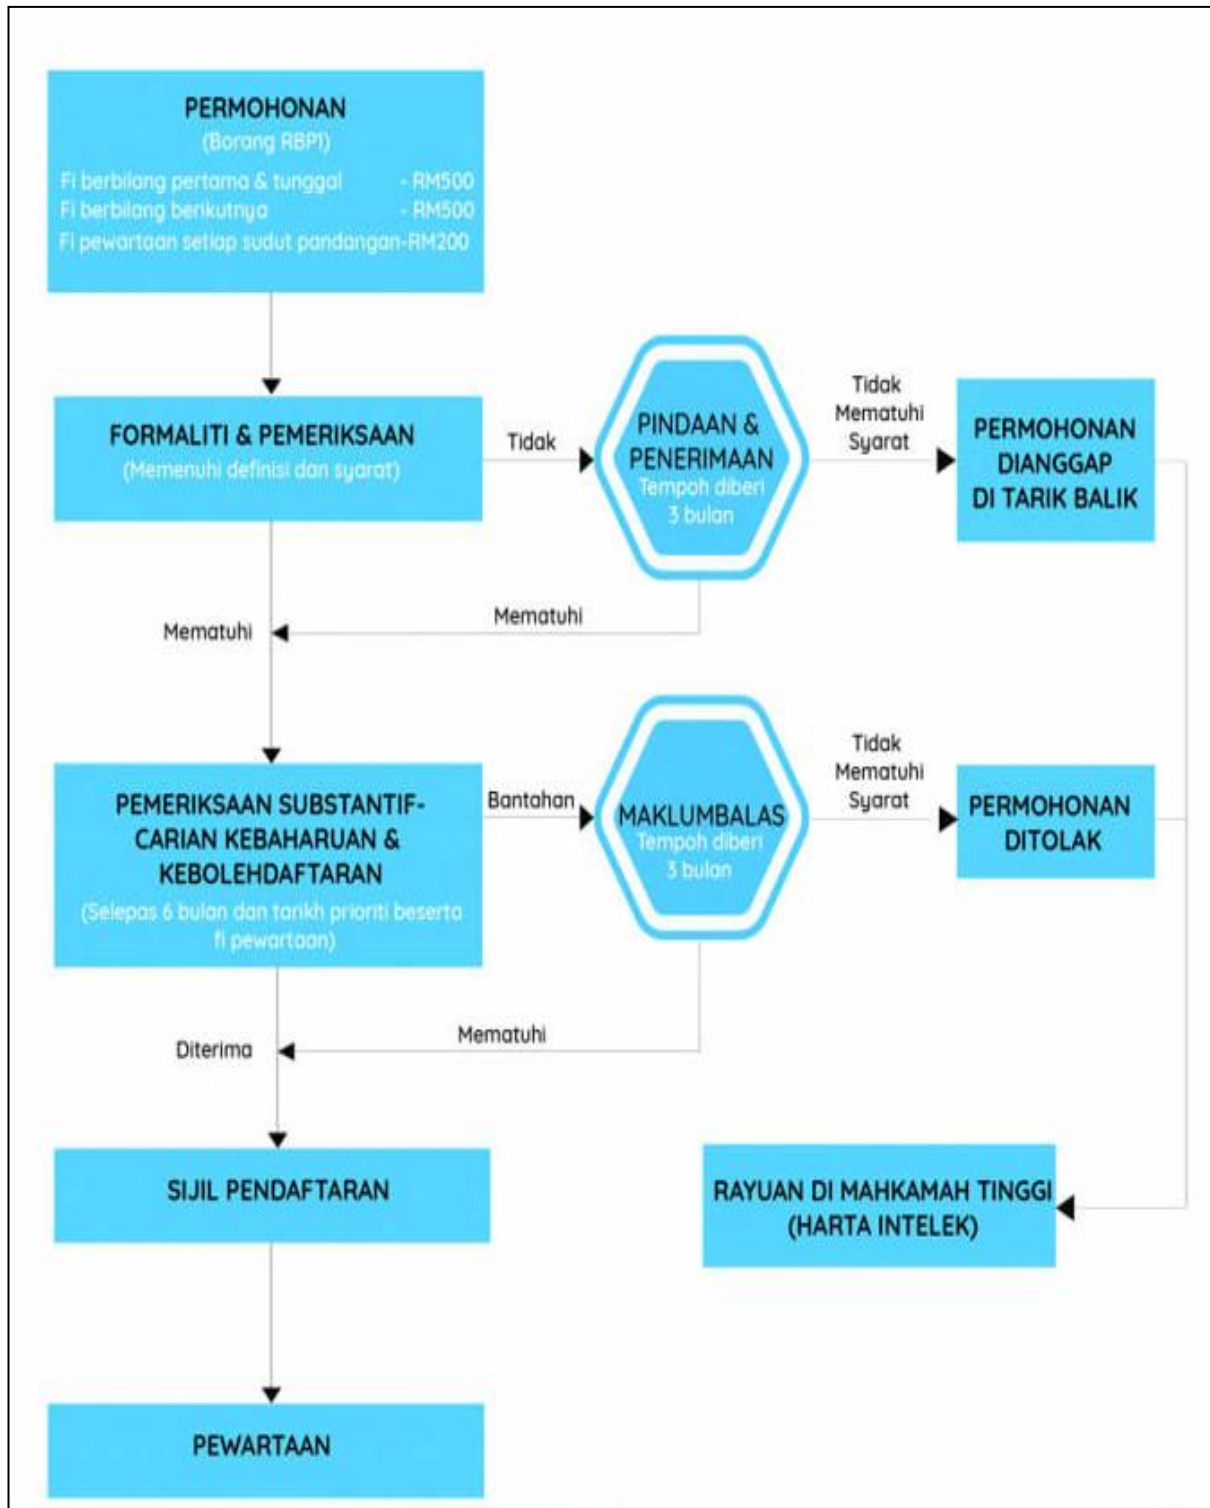 PERMOHONAN
(Borang RBP1)
Fi berbilang pertama & tunggal - RM500
Fi berbilang berikutnya - RM500
Fi pewartaan setiap sudut pandangan-RM200
FORMALITI & PEMERIKSAAN
(Memenuhi definisi dan syarat)
Tidak
PINDAAN &
PENERIMAAN
Tempoh diberi
3 bulan
Tidak
Mematuhi
Syarat
PERMOHONAN
DIANGGAP
DI TARIK BALIK
Mematuhi
Mematuhi
PEMERIKSAAN SUBSTANTIF-
CARIAN KEBAHARUAN &
KEBOLEHDAFTARAN
(Selepas 6 bulan dan tarikh prioriti beserta
fi pewartaan)
Bantahan
MAKLUMBALAS
Tempoh diberi
3 bulan
Tidak
Mematuhi
Syarat
PERMOHONAN
DITOLAK
Diterima
Mematuhi
SIJIL PENDAFTARAN
RAYUAN DI MAHKAMAH TINGGI
(HARTA INTELEK)
PEWARTAAN